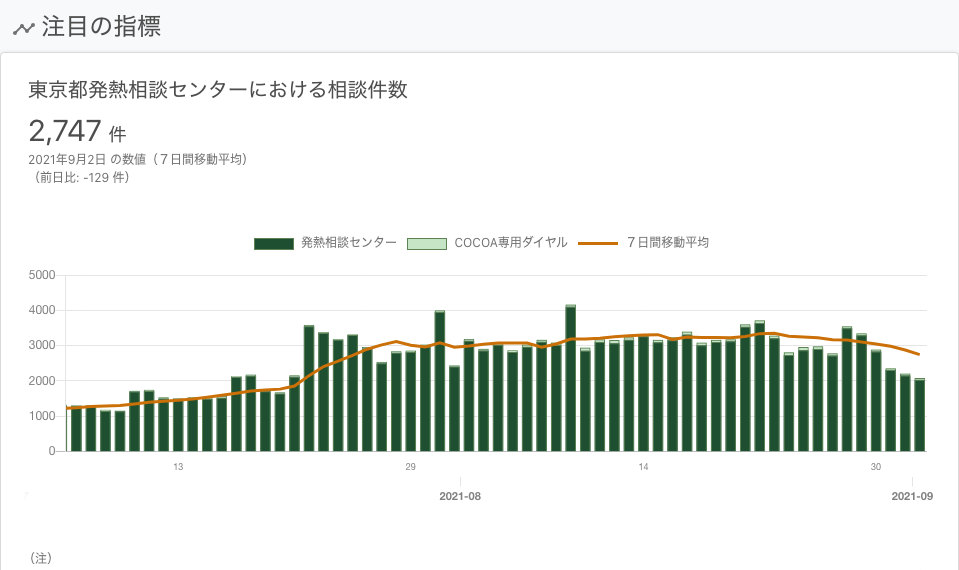 注目の指標
東京都発熱相談センターにおける相談件数
2,747 件
2021年9月2日 の数値（７日間移動平均）
（前日比: -129 件）
発熱相談センター COCOA専用ダイヤル ７日間移動平均
5000
4000
3000
2000
1000
0
13 29 14 30
2021-08 2021-09
（注）